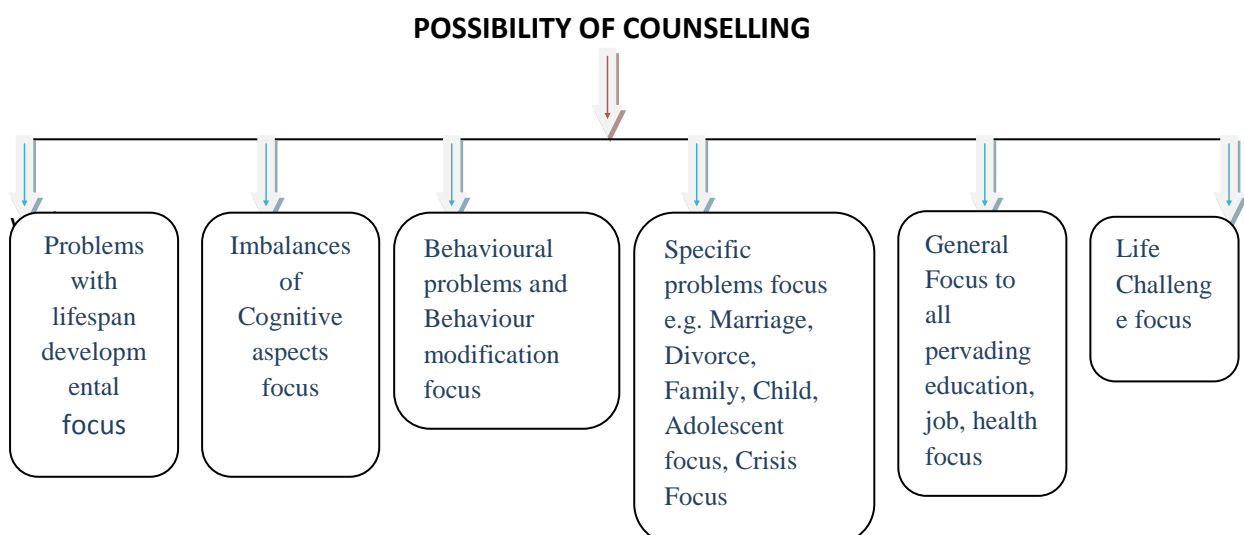 POSSIBILITY OF COUNSELLING
Problems
with
lifespan
developm
ental
focus
Imbalances
of
Cognitive
aspects
focus
Behavioural
problems and
Behaviour
modification
focus
Specific
problems focus
e.g. Marriage,
Divorce,
Family, Child,
Adolescent
focus, Crisis
Focus
General
Focus to
all
pervading
education,
job, health
focus
Life
Challeng
e focus